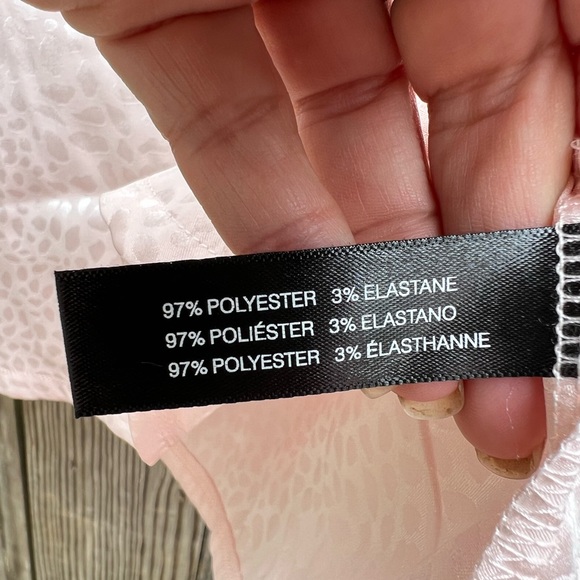 97% POLYESTER 3% ELASTANE
97% POLIÉSTER 3% ELASTANO
97% POLYESTER 3% ÉLASTHANNE